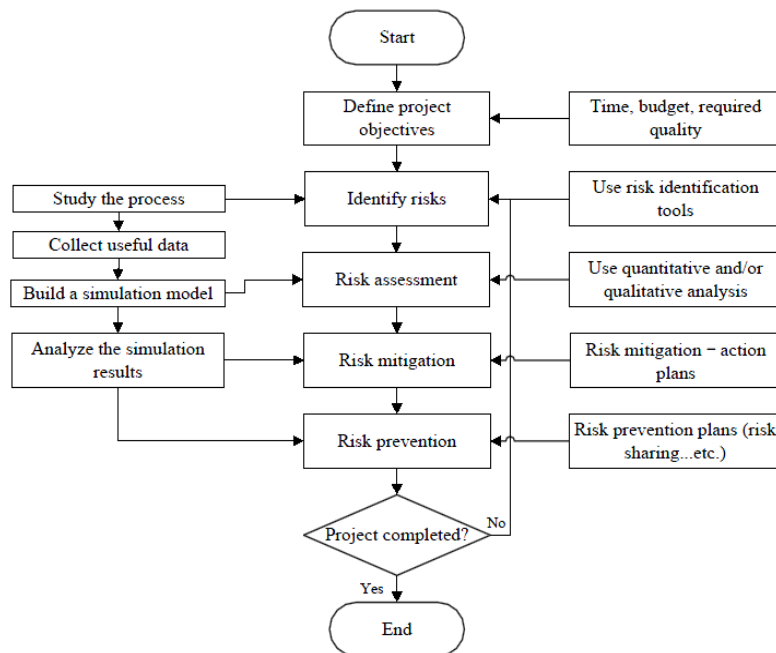 Start
Define project
objectives
Time, budget, required
quality
Study the process
Identify risks
Use risk identification
tools
Collect useful data
Build a simulation model
Risk assessment
Use quantitative and/or
qualitative analysis
Analyze the simulation
results
Risk mitigation
Risk mitigation − action
plans
Risk prevention
Risk prevention plans (risk
sharing...etc.)
Project completed?
No
Yes
End